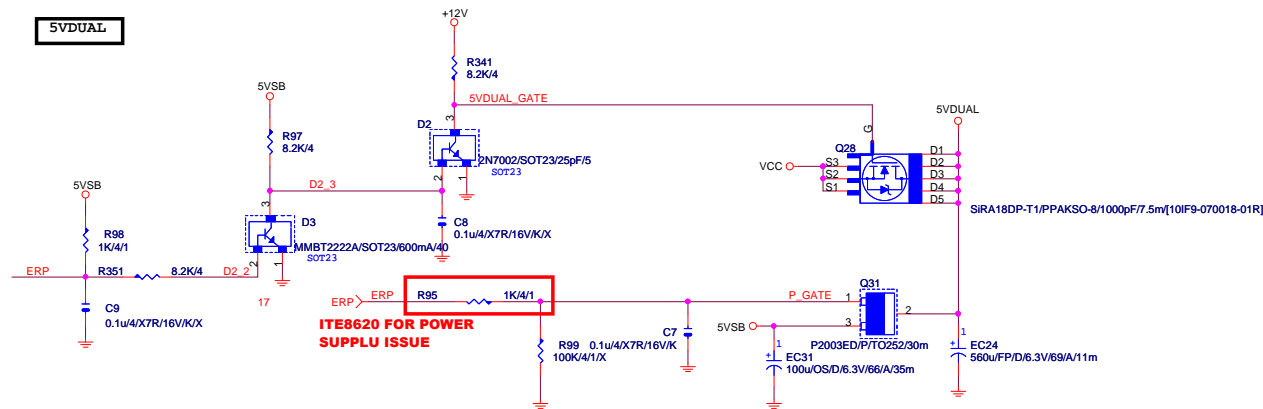 5VDUAL
+12V
R341
8.2K/4
5VSB
5VDUAL_GATE
5VDUAL
R97
8.2K/4
D2
3
2N7002/SOT23/25pF/5
SOT23
2
1
G
Q28
VCC
S3
S2
S1
D1
D2
D3
D4
D5
SiRA18DP-T1/PPAKSO-8/1000pF/7.5m/[10IF9-070018-01R]
5VSB
D2_3
3
D3
MMBT2222A/SOT23/600mA/40
SOT23
2
1
C8
0.1u/4/X7R/16V/K/X
R98
1K/4/1
ERP
R351
8.2K/4
D2_2
C9
0.1u/4/X7R/16V/K/X
17
ERP
ERP
R95
1K/4/1
ITE8620 FOR POWER
SUPPLU ISSUE
R99
100K/4/1/X
C7
0.1u/4/X7R/16V/K
P_GATE
Q31
1
2
3
5VSB
P2003ED/P/TO252/30m
1
+
EC31
100u/OS/D/6.3V/66/A/35m
1
+
EC24
560u/FP/D/6.3V/69/A/11m